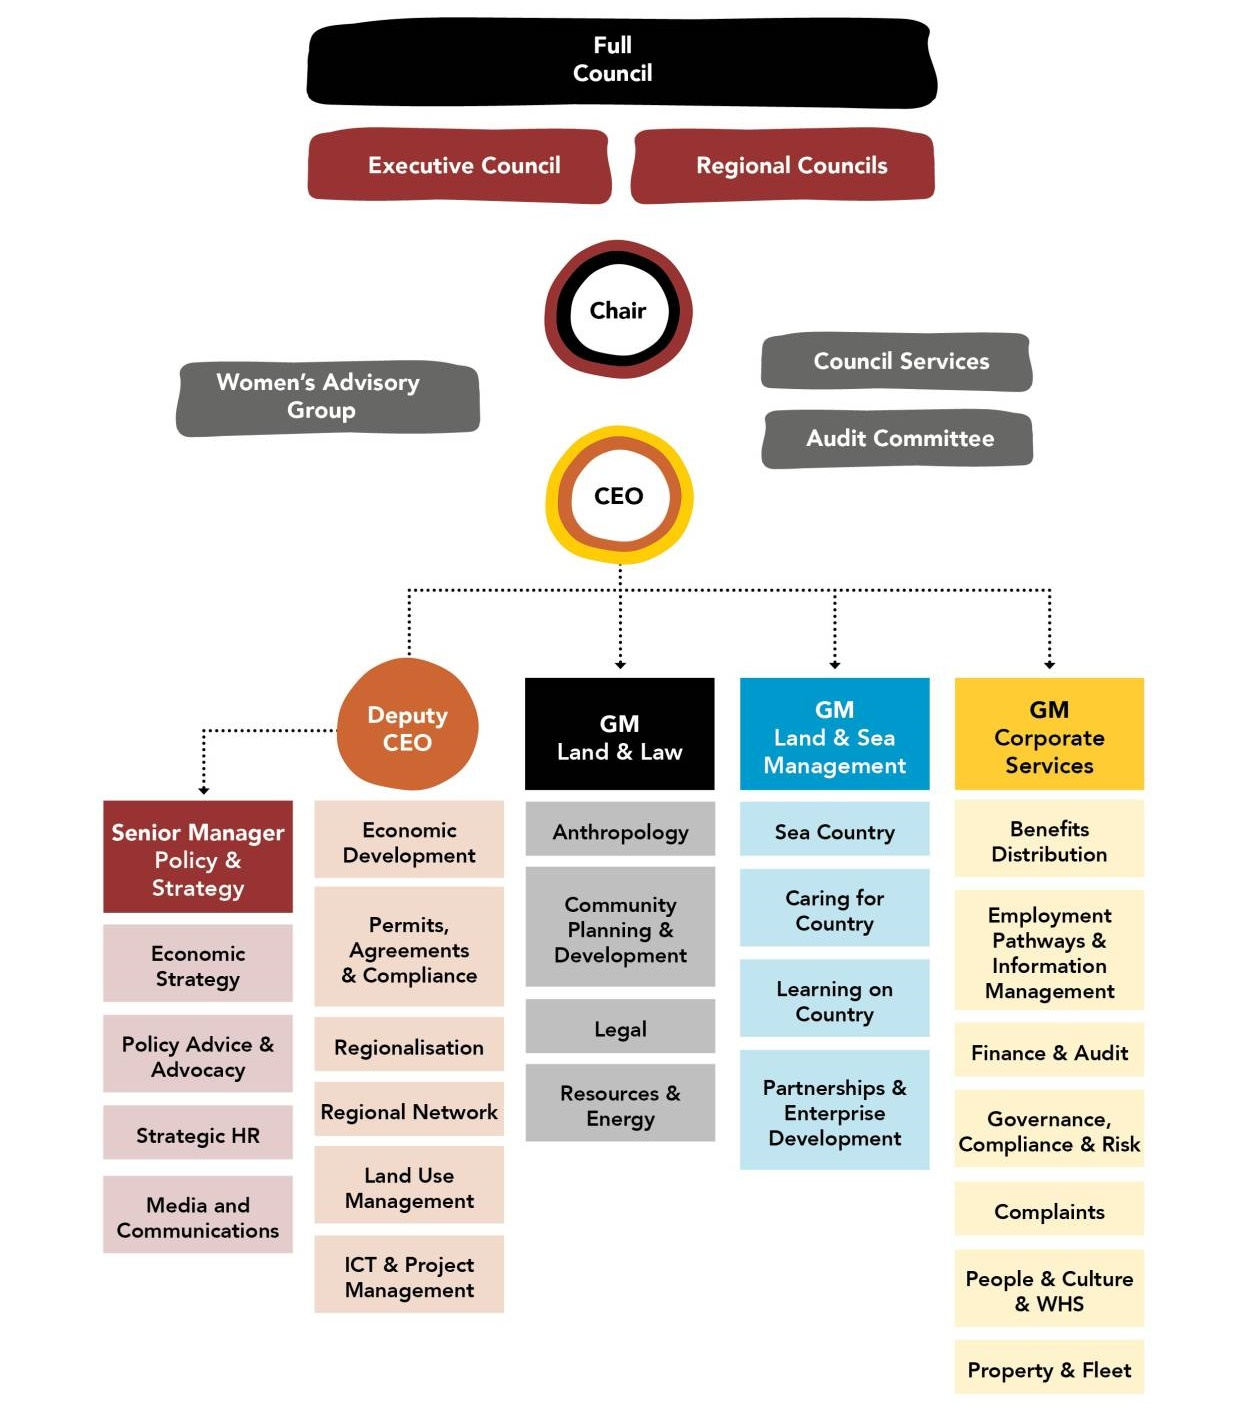 Full
Council
Executive Council
Regional Councils
Chair
Women's Advisory
Group
Council Services
Audit Committee
CEO
Deputy
CEO
GM
Land & Law
GM
Land & Sea
Management
GM
Corporate
Services
Senior Manager
Policy &
Strategy
Economic
Strategy
Policy Advice &
Advocacy
Strategic HR
Media and
Communications
Economic
Development
Permits,
Agreements
& Compliance
Regionalisation
Regional Network
Land Use
Management
ICT & Project
Management
Anthropology
Community
Planning &
Development
Legal
Resources &
Energy
Sea Country
Caring for
Country
Learning on
Country
Partnerships &
Enterprise
Development
Benefits
Distribution
Employment
Pathways &
Information
Management
Finance & Audit
Governance,
Compliance & Risk
Complaints
People & Culture
& WHS
Property & Fleet